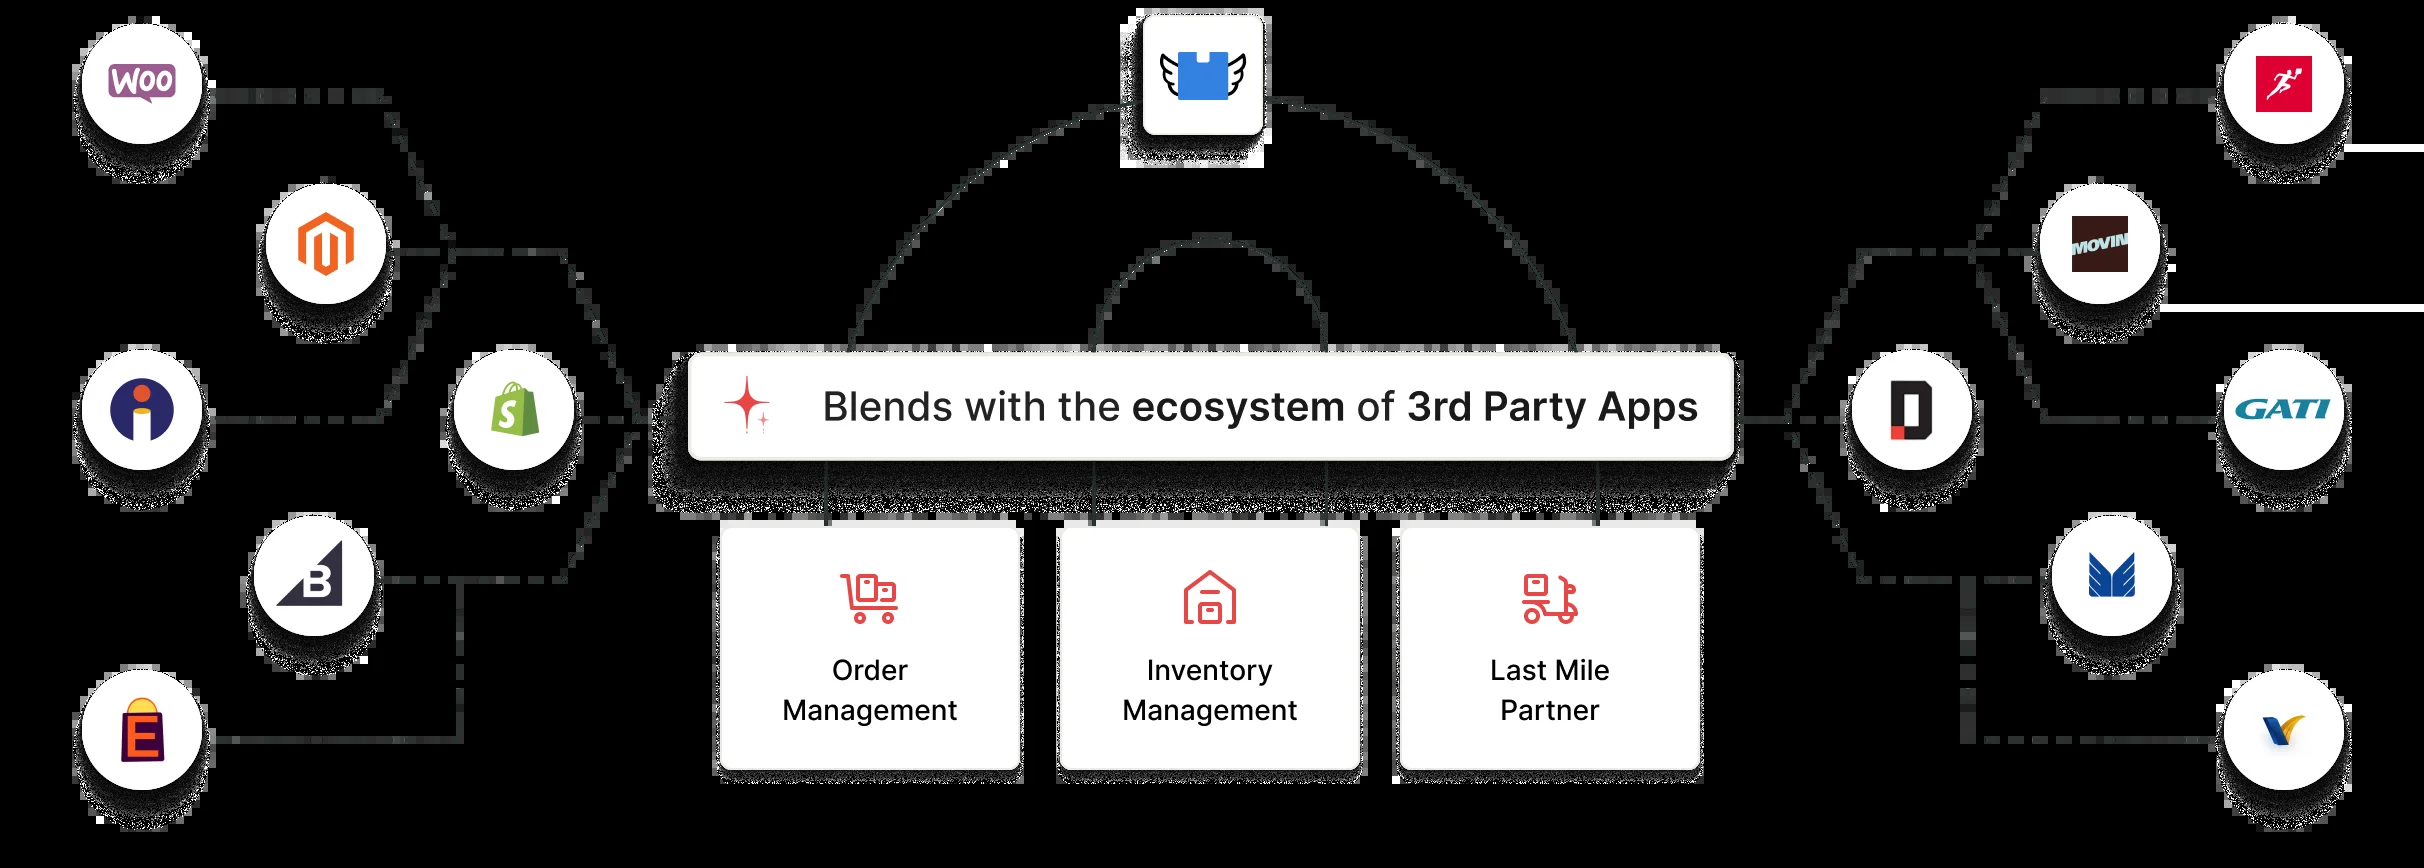 WOO
MOVIN
GATI
B
E
Blends with the ecosystem of 3rd Party Apps
Order
Management
Inventory
Management
Last Mile
Partner